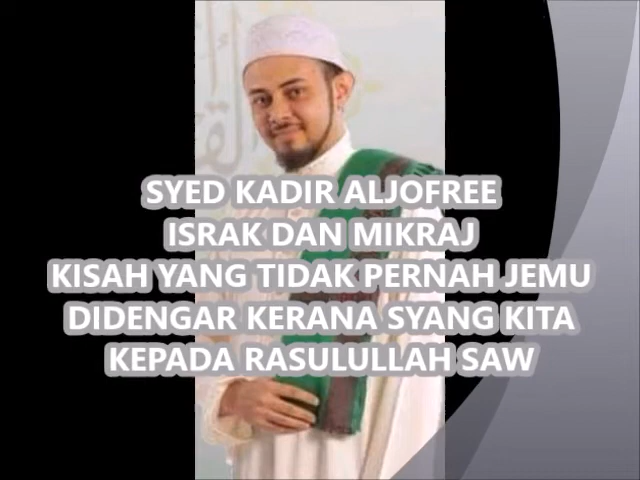 SYED KADIR ALJOFREE
ISRAK DAN MIKRAJ
KISAH YANG TIDAK PERNAH JEMU
DIDENGAR KERANA SYANG KITA
KEPADA RASULULLAH SAW